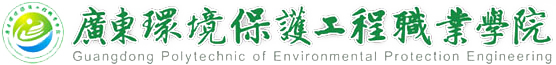 廣東環境保護工程職業學院
Guangdong Polytechnic of Environmental Protection Engineering